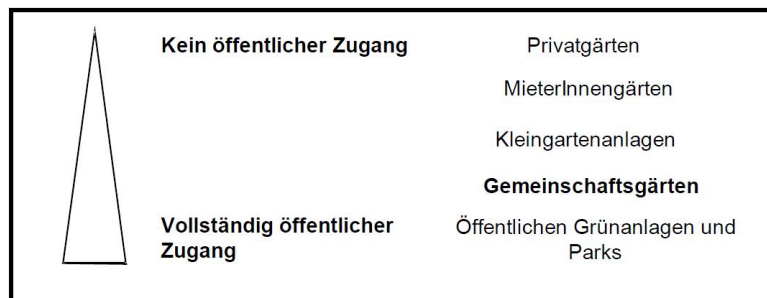 Kein öffentlicher Zugang
Privatgärten
MieterInnengärten
Kleingartenanlagen
Gemeinschaftsgärten
Vollständig öffentlicher
Zugang
Öffentlichen Grünanlagen und
Parks